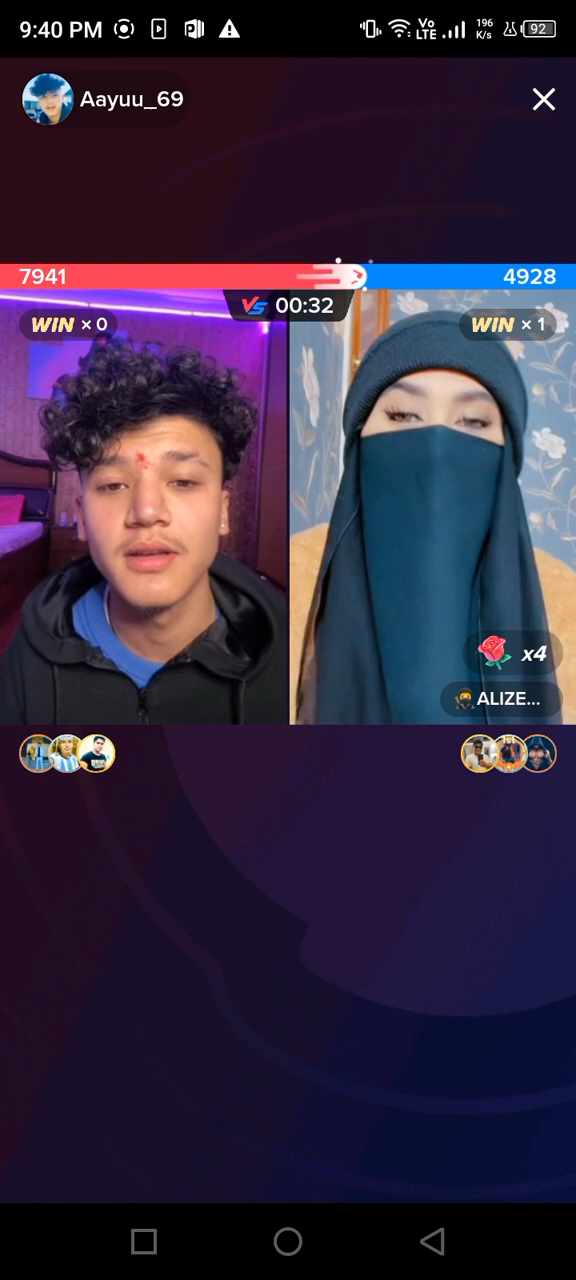 9:40 PM Vo LTE 196 K/s 92
Aayuu_69
7941 4928
VS 00:32
WIN × 0 WIN × 1
x4
ALIZE...